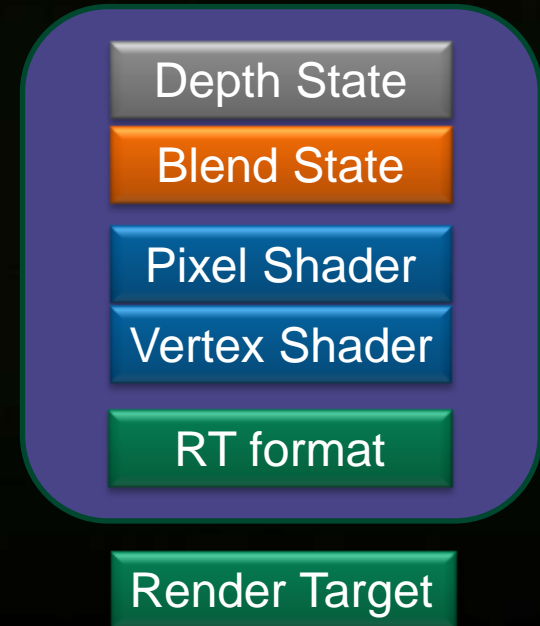 Depth State
Blend State
Pixel Shader
Vertex Shader
RT format
Render Target